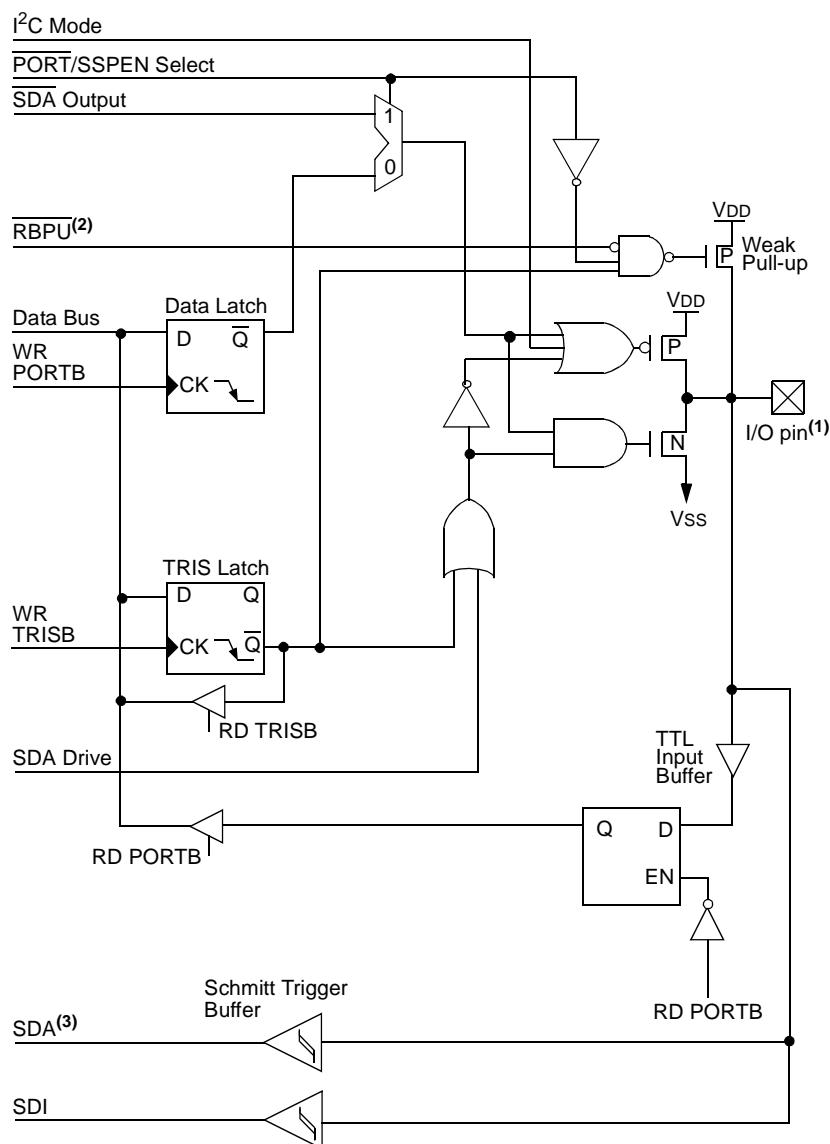 I²C Mode
PORT/SSPEN Select
SDA Output
1
0
RBPU(2)
VDD
Weak
Pull-up
P
Data Latch
Data Bus
D
Q
WR
PORTB
CK
VDD
P
I/O pin(1)
N
VSS
TRIS Latch
D
Q
WR
TRISB
CK
Q
RD TRISB
SDA Drive
TTL
Input
Buffer
Q
D
EN
RD PORTB
RD PORTB
Schmitt Trigger
Buffer
SDA(3)
SDI